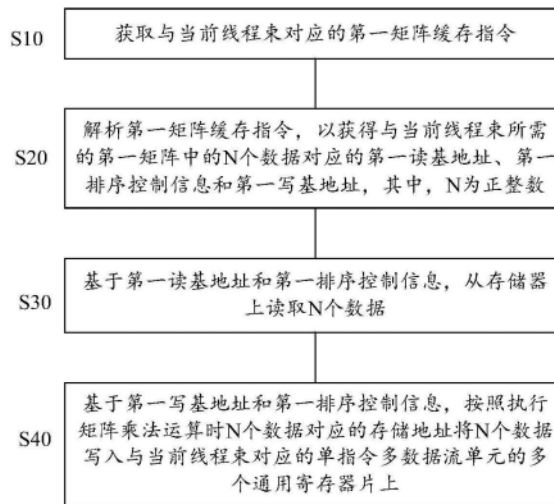 S10
获取与当前线程束对应的第一矩阵缓存指令
S20
解析第一矩阵缓存指令，以获得与当前线程束所需
的第一矩阵中的N个数据对应的第一读基地址、第一
排序控制信息和第一写基地址，其中，N为正整数
S30
基于第一读基地址和第一排序控制信息，从存储器
上读取N个数据
S40
基于第一写基地址和第一排序控制信息，按照执行
矩阵乘法运算时N个数据对应的存储地址将N个数据
写入与当前线程束对应的单指令多数据流单元的多
个通用寄存器片上